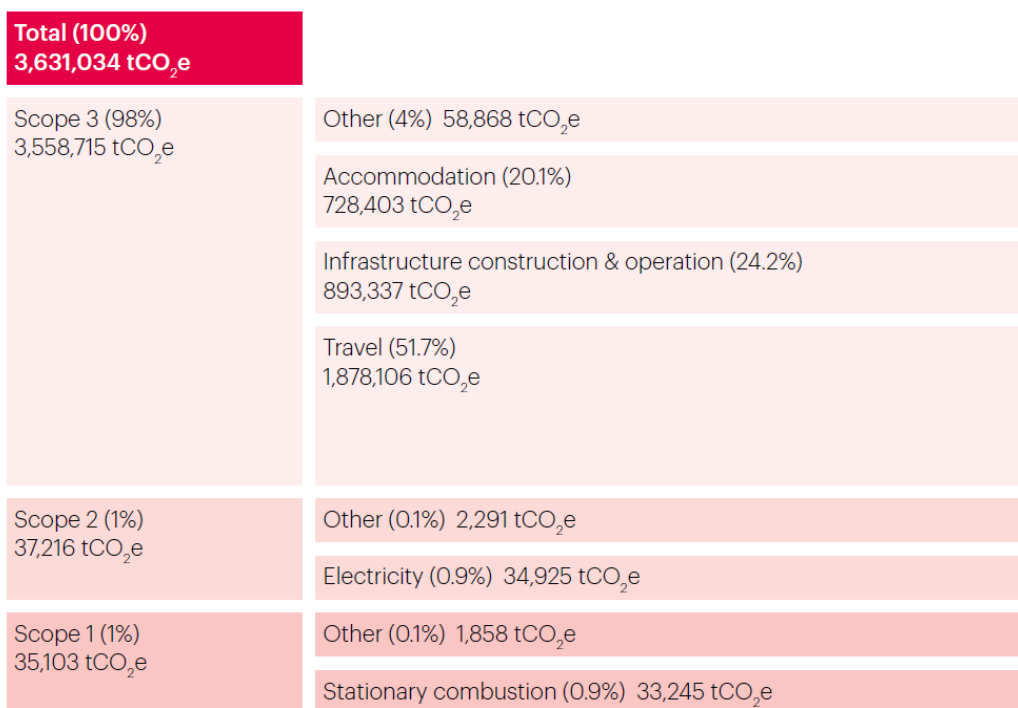 Total (100%)
3,631,034 tCO₂e
Scope 3 (98%)
3,558,715 tCO₂e
Other (4%) 58,868 tCO₂e
Accommodation (20.1%)
728,403 tCO₂e
Infrastructure construction & operation (24.2%)
893,337 tCO₂e
Travel (51.7%)
1,878,106 tCO₂e
Scope 2 (1%)
37,216 tCO₂e
Other (0.1%) 2,291 tCO₂e
Electricity (0.9%) 34,925 tCO₂e
Scope 1 (1%)
35,103 tCO₂e
Other (0.1%) 1,858 tCO₂e
Stationary combustion (0.9%) 33,245 tCO₂e